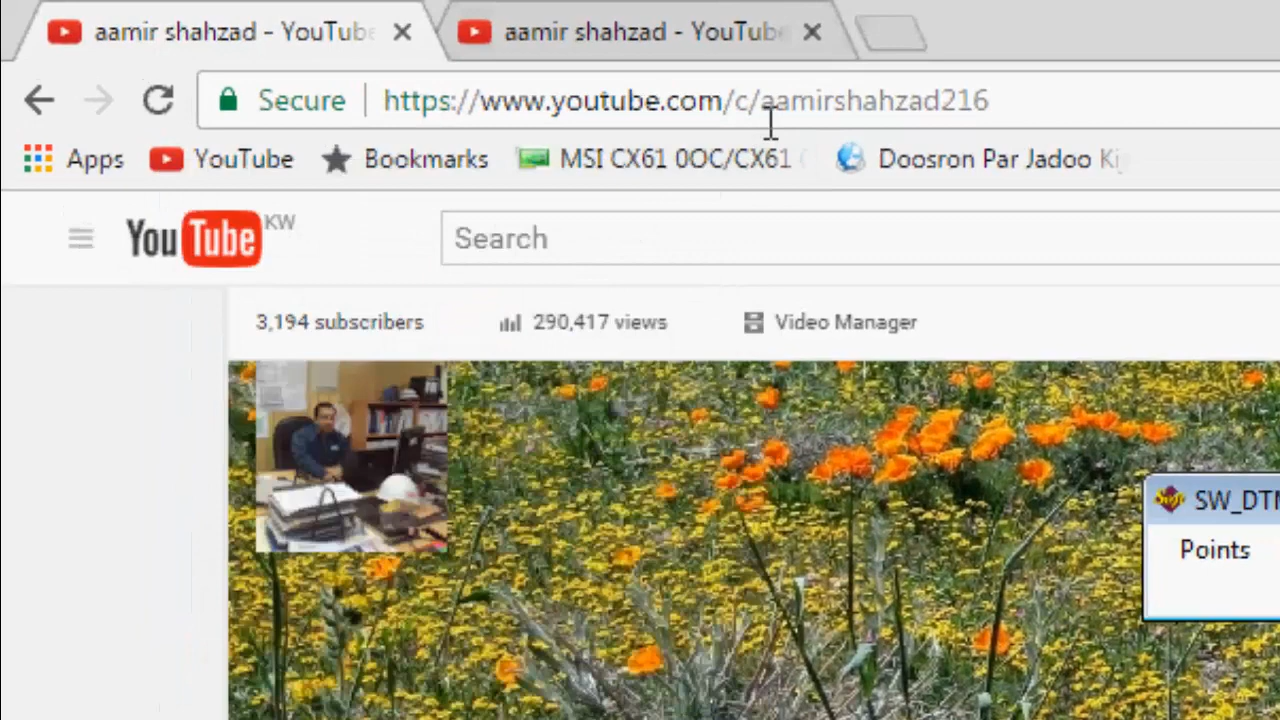 aamir shahzad - YouTube aamir shahzad - YouTube
Secure https://www.youtube.com/c/aamirshahzad216
Apps YouTube Bookmarks MSI CX61 0OC/CX61 Doosron Par Jadoo Ki
YouTube KW Search
3,194 subscribers 290,417 views Video Manager
SW_DTM
Points